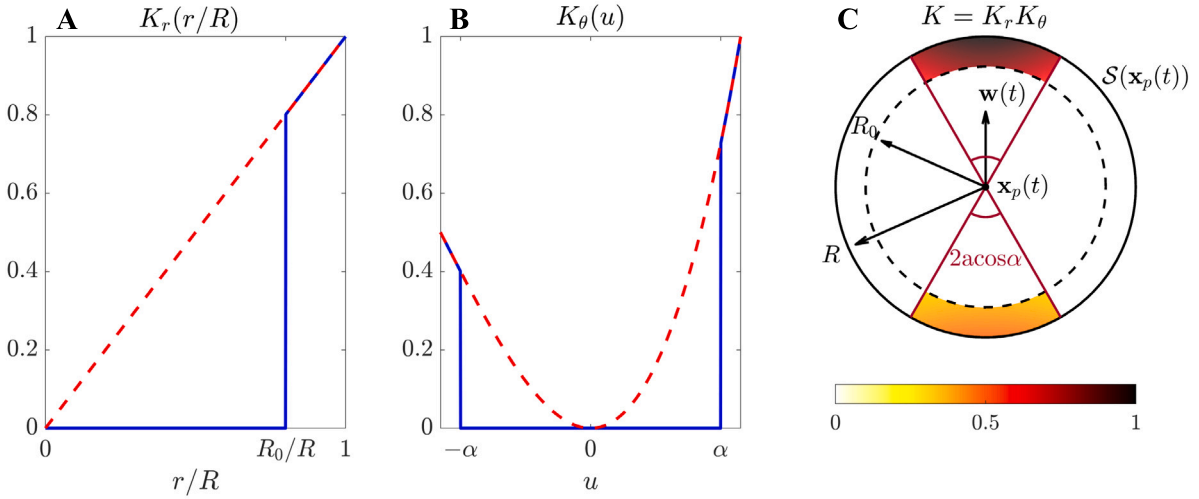 A
K_r(r/R)
1
0.8
0.6
0.4
0.2
0
0
R_0/R
1
r/R
B
K_θ(u)
1
0.8
0.6
0.4
0.2
0
−α
0
α
u
C
K = K_r K_θ
𝒮(𝐱_p(t))
𝐰(t)
R_0
𝐱_p(t)
R
2acosα
0
0.5
1